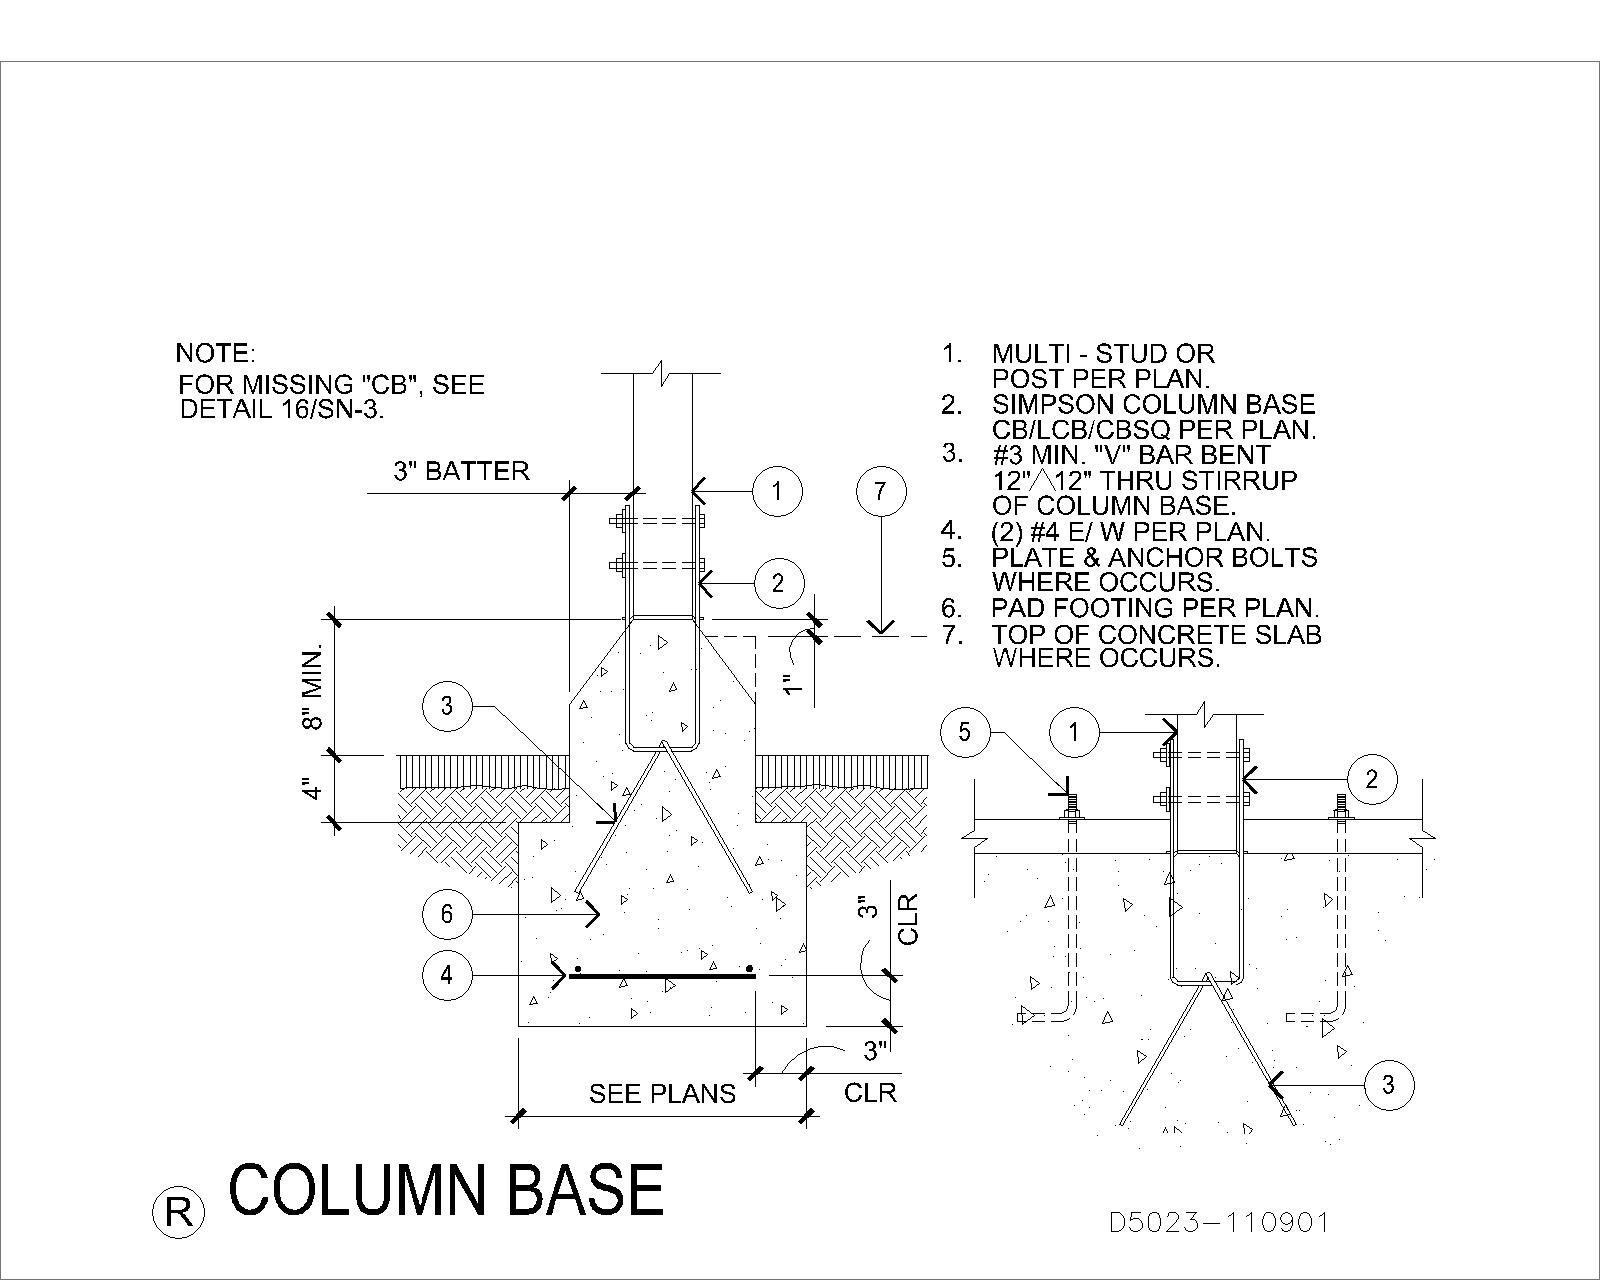 NOTE:
FOR MISSING "CB", SEE
DETAIL 16/SN-3.
3" BATTER
1
7
2
8" MIN.
4"
1"
3
6
4
3"
CLR
3"
CLR
SEE PLANS
1. MULTI - STUD OR
POST PER PLAN.
2. SIMPSON COLUMN BASE
CB/LCB/CBSQ PER PLAN.
3. #3 MIN. "V" BAR BENT
12"/\12" THRU STIRRUP
OF COLUMN BASE.
4. (2) #4 E/ W PER PLAN.
5. PLATE & ANCHOR BOLTS
WHERE OCCURS.
6. PAD FOOTING PER PLAN.
7. TOP OF CONCRETE SLAB
WHERE OCCURS.
5
1
2
3
R COLUMN BASE
D5023-110901